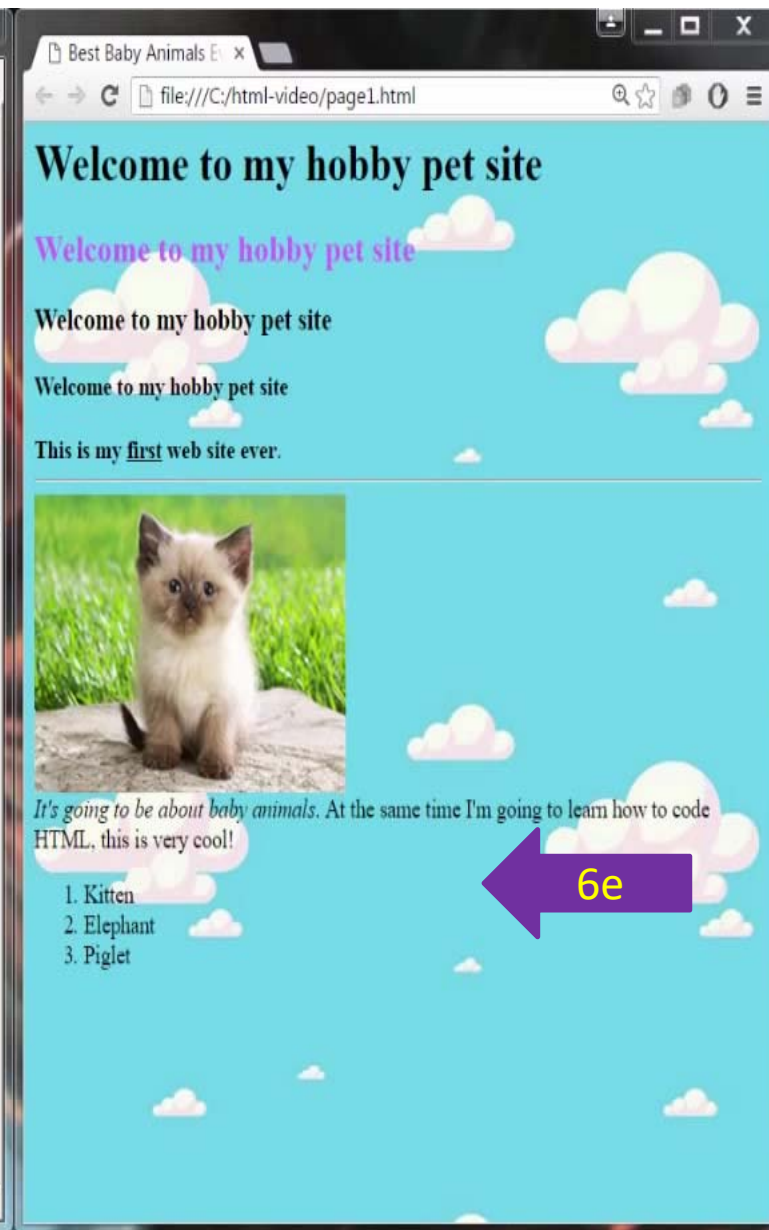 Best Baby Animals E
file:///C:/html-video/page1.html
Welcome to my hobby pet site
Welcome to my hobby pet site
Welcome to my hobby pet site
Welcome to my hobby pet site
This is my first web site ever.
It's going to be about baby animals. At the same time I'm going to learn how to code
HTML, this is very cool!
6e
1. Kitten
2. Elephant
3. Piglet